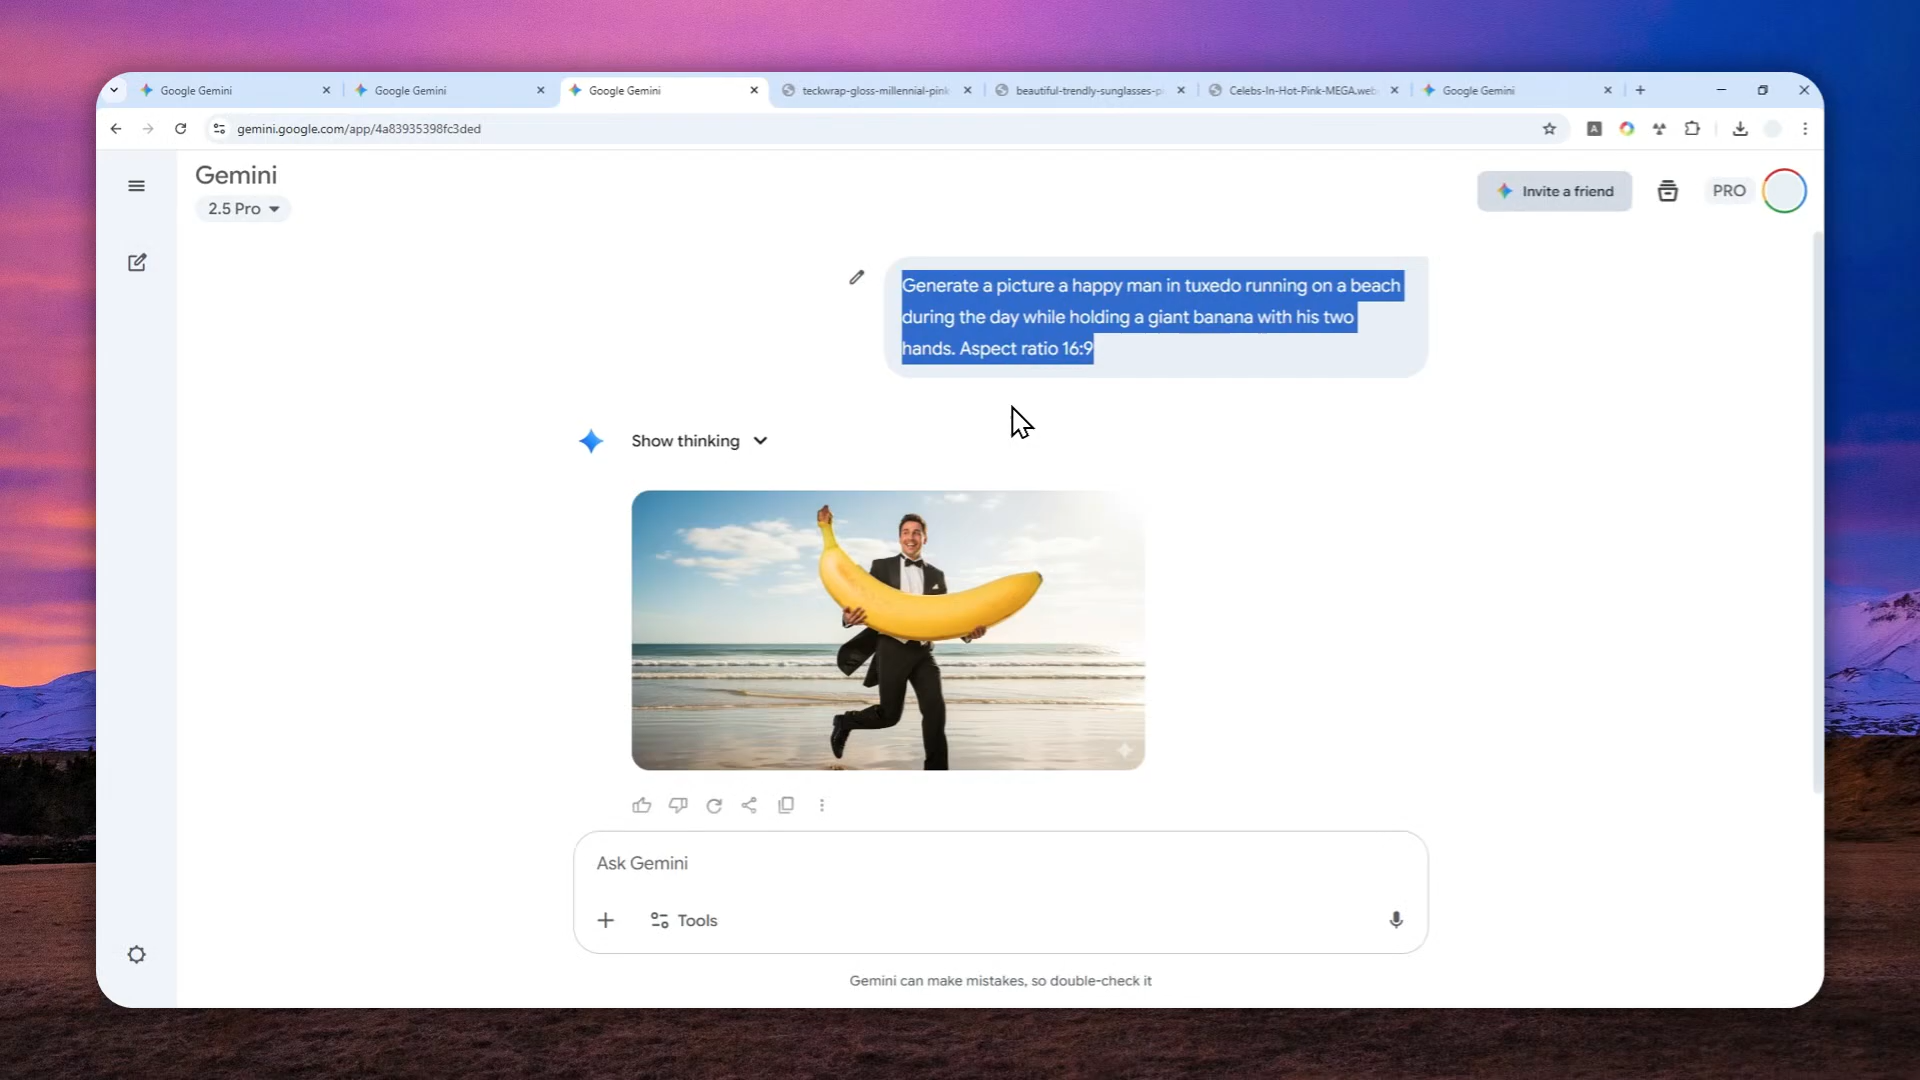 Google Gemini
Google Gemini
Google Gemini
teckwrap-gloss-millennial-pink
beautiful-trendly-sunglasses-p
Celebs-In-Hot-Pink-MEGA.web
Google Gemini
gemini.google.com/app/4a83935398fc3ded
Gemini
2.5 Pro
Invite a friend
PRO
Generate a picture a happy man in tuxedo running on a beach
during the day while holding a giant banana with his two
hands. Aspect ratio 16:9
Show thinking
Ask Gemini
Tools
Gemini can make mistakes, so double-check it